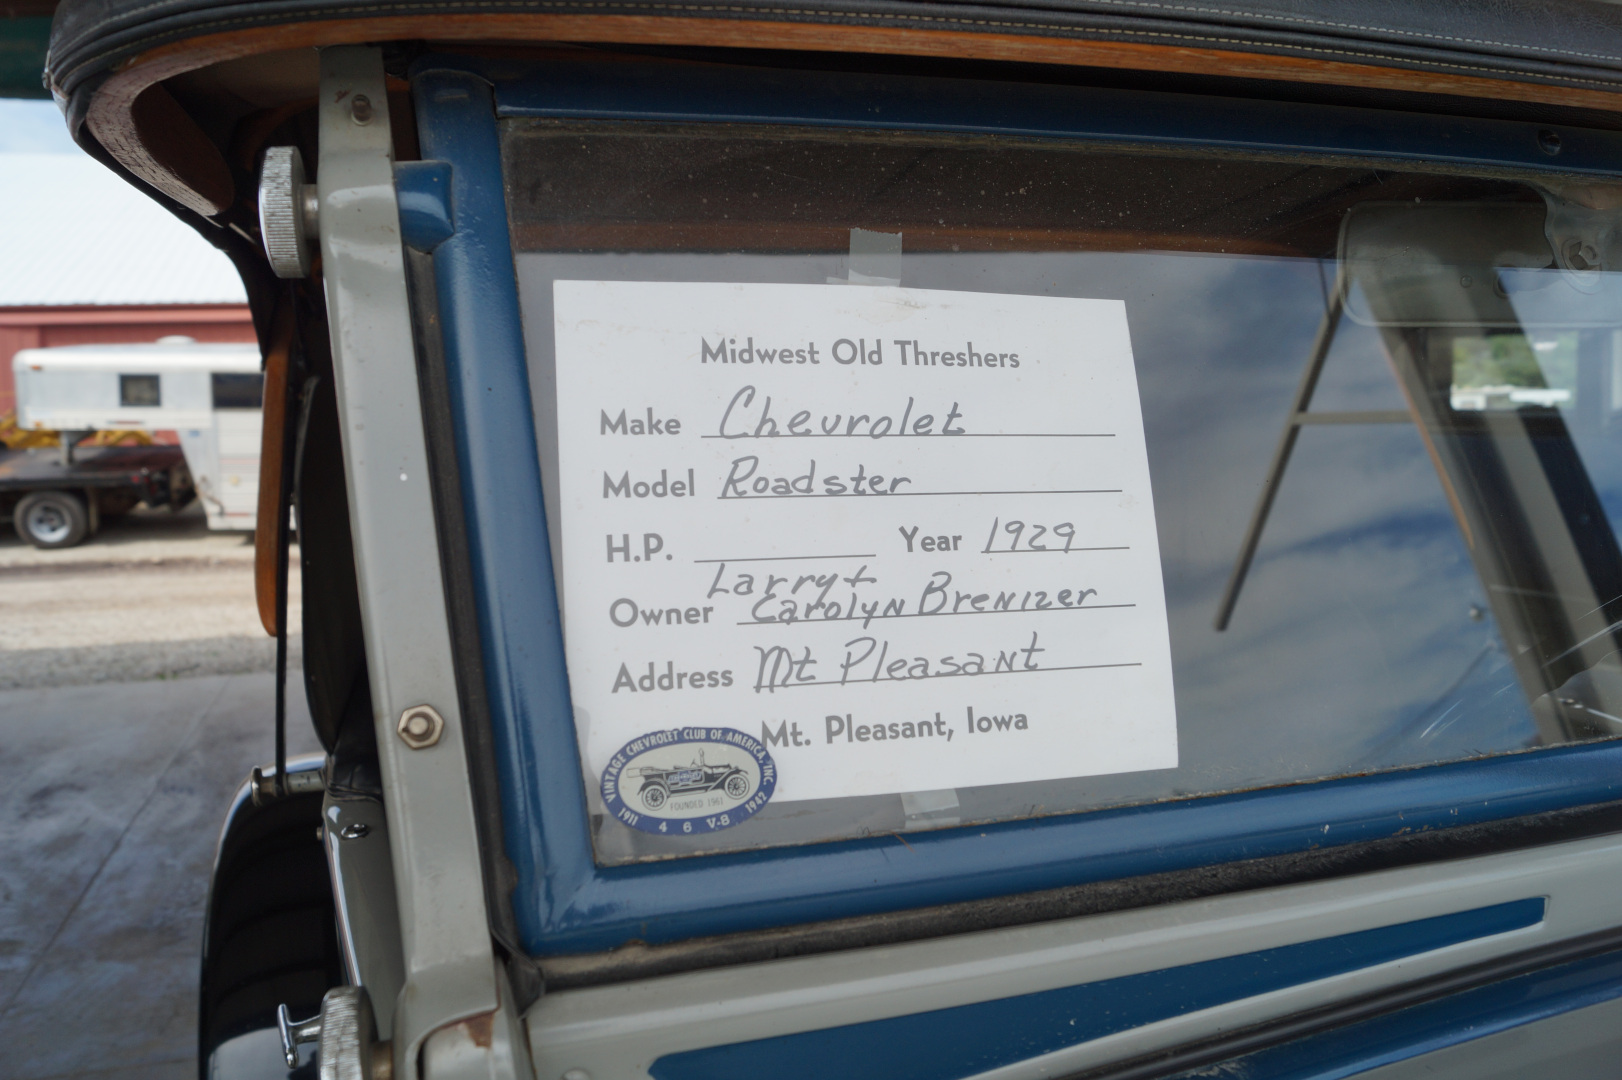 Midwest Old Threshers
Make Chevrolet
Model Roadster
H.P. Year 1929
Larry +
Owner Carolyn Brenizer
Address Mt Pleasant
Mt. Pleasant, Iowa
VINTAGE CHEVROLET CLUB OF AMERICA, INC.
FOUNDED 1961
1911 4 6 V-8 1942